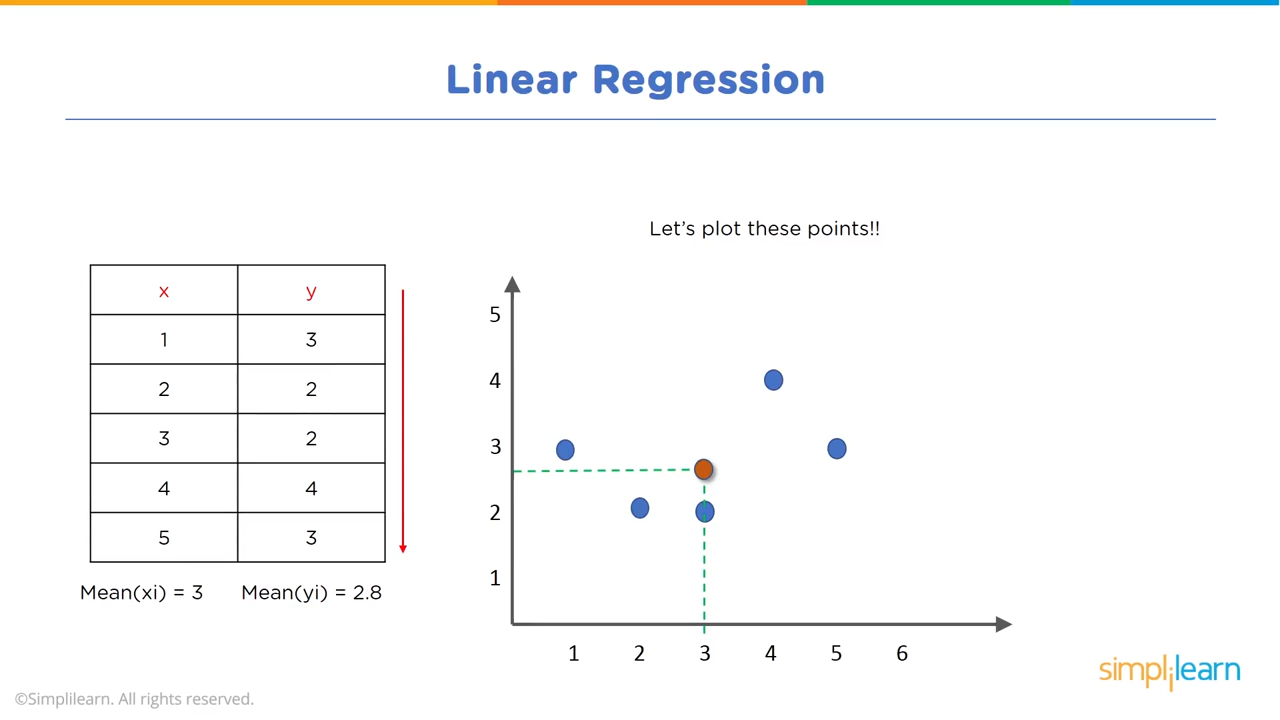 Linear Regression
Let's plot these points!!
x y
1 3
2 2
3 2
4 4
5 3
Mean(xi) = 3 Mean(yi) = 2.8
5
4
3
2
1
1 2 3 4 5 6
simplilearn
©Simplilearn. All rights reserved.